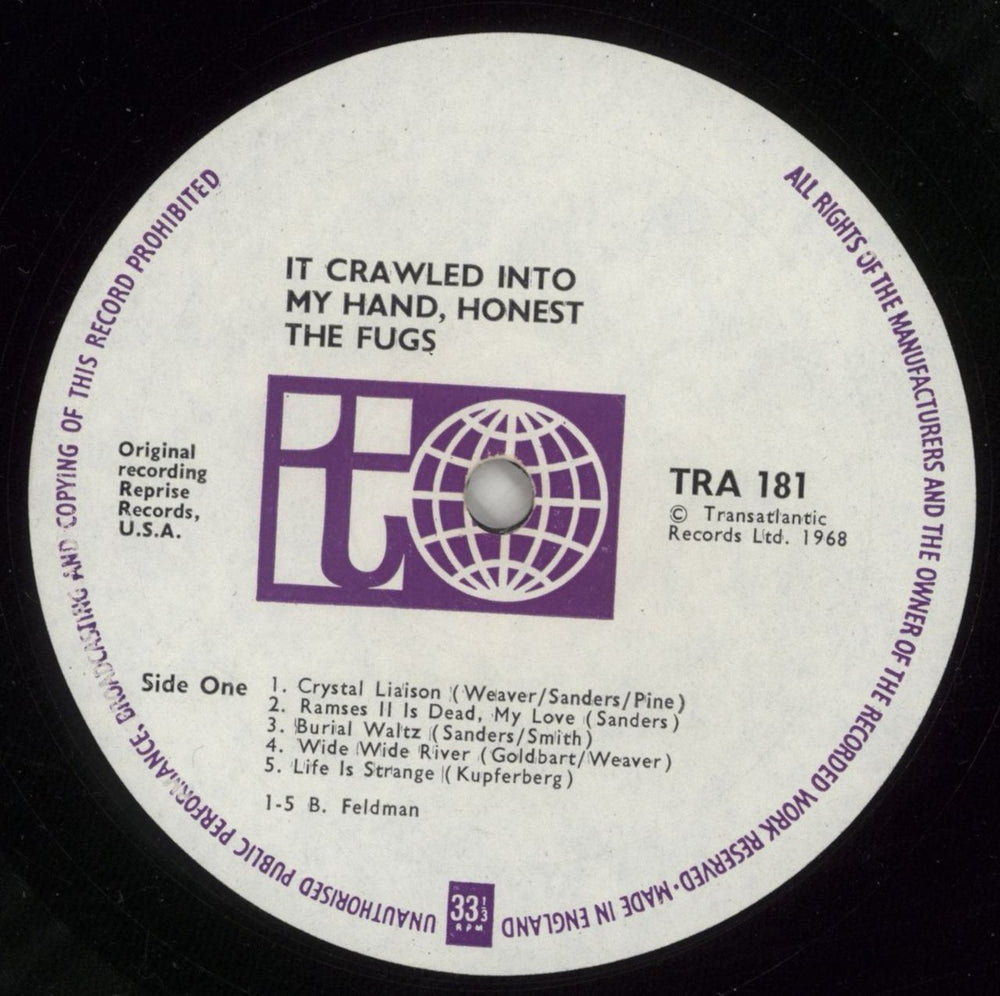 IT CRAWLED INTO
MY HAND, HONEST
THE FUGS
t
Original
recording
Reprise
Records,
U.S.A.
TRA 181
© Transatlantic
Records Ltd. 1968
Side One
1. Crystal Liaison (Weaver/Sanders/Pine)
2. Ramses II Is Dead, My Love (Sanders)
3. Burial Waltz (Sanders/Smith)
4. Wide Wide River (Goldbart/Weaver)
5. Life Is Strange (Kupferberg)
1-5 B. Feldman
33⅓
RPM
ALL RIGHTS OF THE MANUFACTURERS AND THE OWNER OF THE RECORDED WORK RESERVED·MADE IN ENGLAND
UNAUTHORISED PUBLIC PERFORMANCE, BROADCASTING AND COPYING OF THIS RECORD PROHIBITED